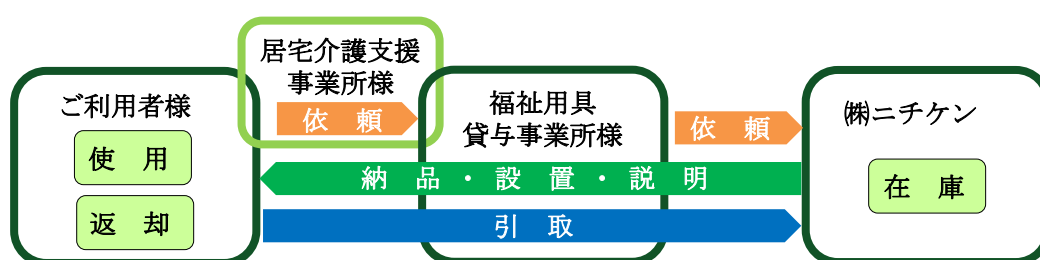 居宅介護支援
事業所様
依 頼
ご利用者様
使 用
返 却
福祉用具
貸与事業所様
依 頼
㈱ニチケン
在 庫
納 品 ・ 設 置 ・ 説 明
引 取